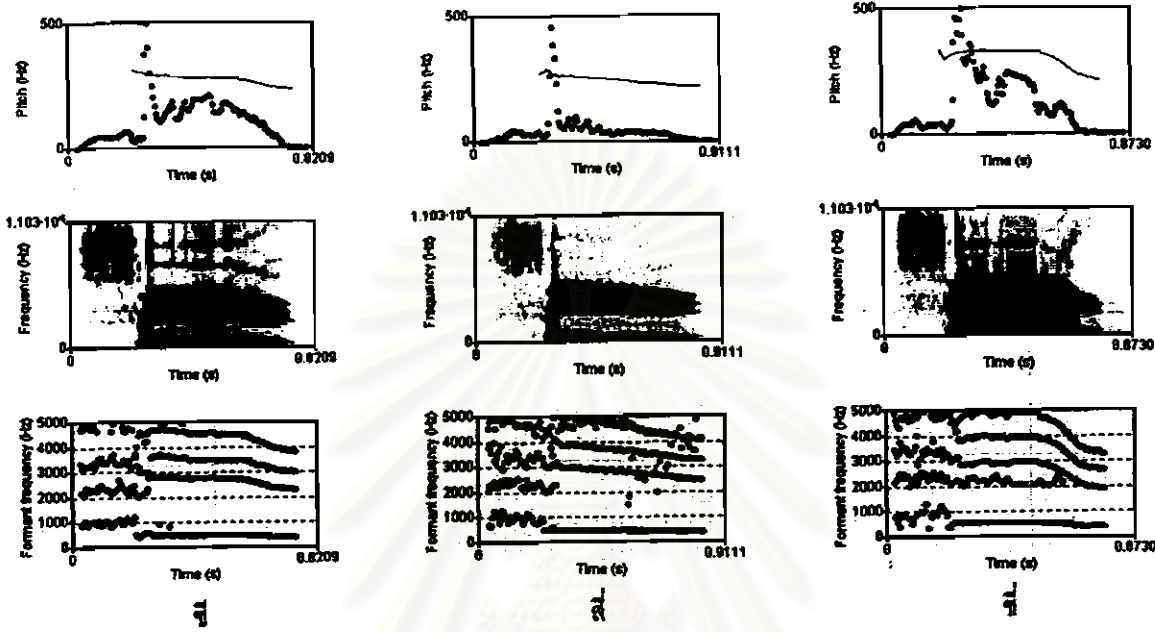 500
Pitch (Hz)
0
0
0.8209
Time (s)
500
Pitch (Hz)
0
0
0.9111
Time (s)
500
Pitch (Hz)
0
0
0.8730
Time (s)
1.103·10⁴
Frequency (Hz)
0
0
0.8209
Time (s)
1.103·10⁴
Frequency (Hz)
0
0
0.9111
Time (s)
1.103·10⁴
Frequency (Hz)
0
0
0.8730
Time (s)
5000
4000
3000
2000
1000
0
Formant frequency (Hz)
0
0.8209
Time (s)
5000
4000
3000
2000
1000
0
Formant frequency (Hz)
0
0.9111
Time (s)
5000
4000
3000
2000
1000
0
Formant frequency (Hz)
0
0.8730
Time (s)